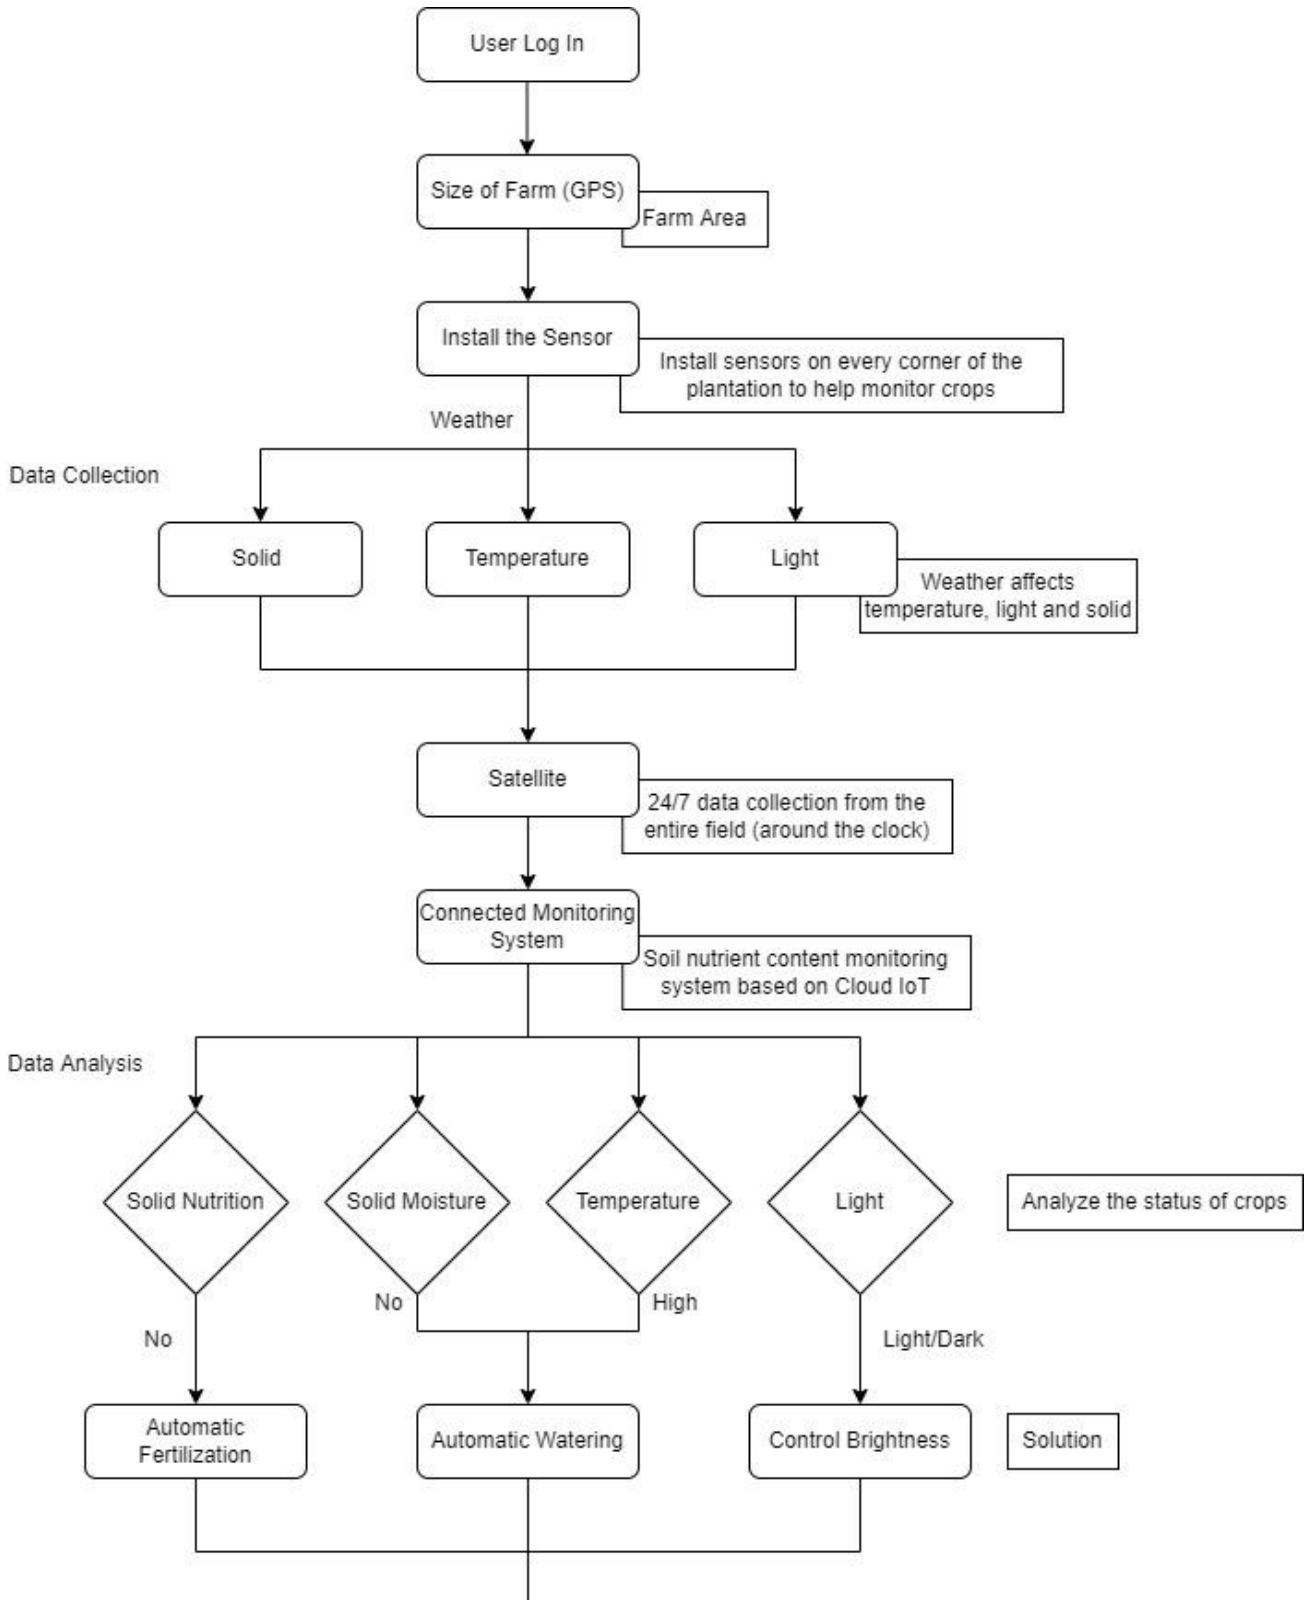 User Log In
Size of Farm (GPS)
Farm Area
Install the Sensor
Install sensors on every corner of the
plantation to help monitor crops
Weather
Data Collection
Solid
Temperature
Light
Weather affects
temperature, light and solid
Satellite
24/7 data collection from the
entire field (around the clock)
Connected Monitoring
System
Soil nutrient content monitoring
system based on Cloud IoT
Data Analysis
Solid Nutrition
Solid Moisture
Temperature
Light
Analyze the status of crops
No
High
No
Light/Dark
Automatic
Fertilization
Automatic Watering
Control Brightness
Solution